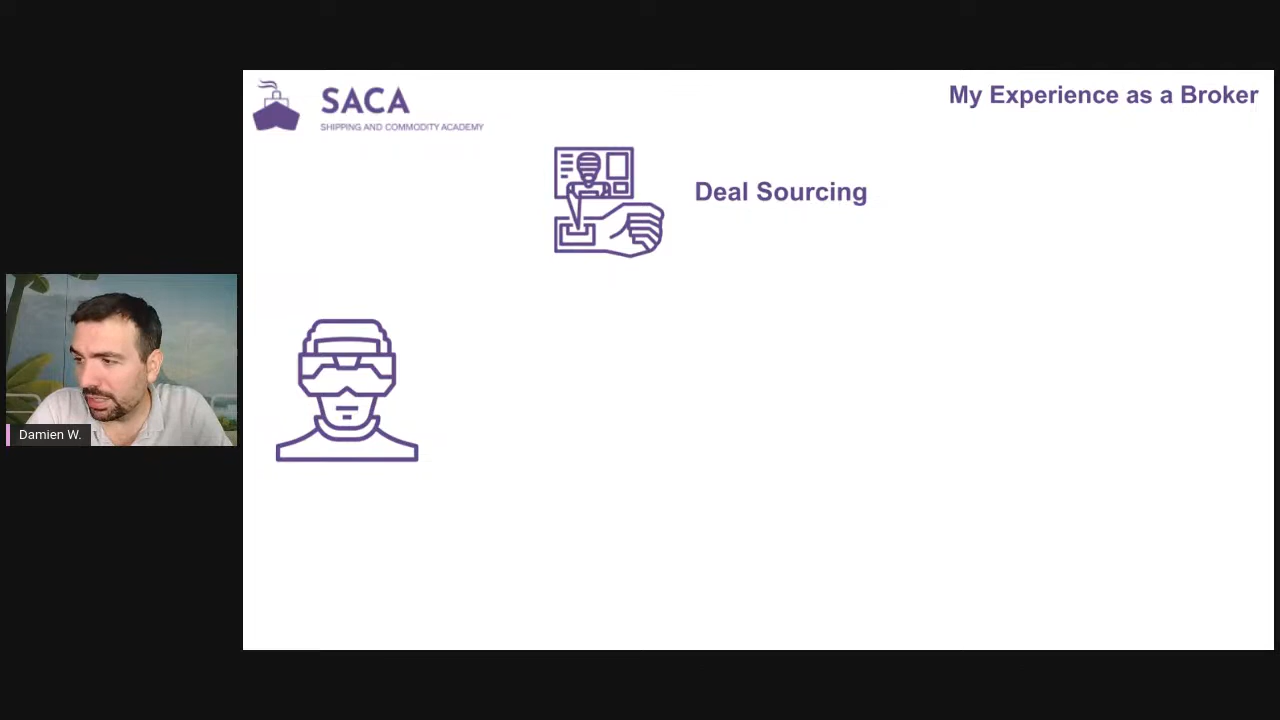 SACA
SHIPPING AND COMMODITY ACADEMY
My Experience as a Broker
Deal Sourcing
Damien W.